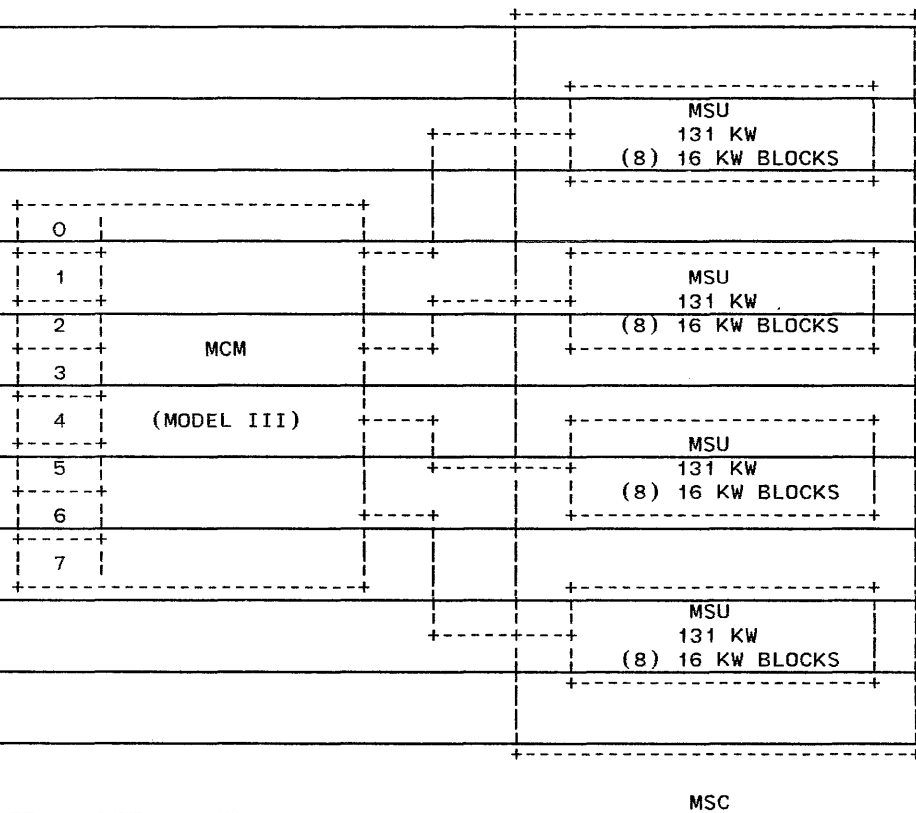 0
1
2
3
4
5
6
7
MCM
(MODEL III)
MSU
131 KW
(8) 16 KW BLOCKS
MSU
131 KW
(8) 16 KW BLOCKS
MSU
131 KW
(8) 16 KW BLOCKS
MSU
131 KW
(8) 16 KW BLOCKS
MSC